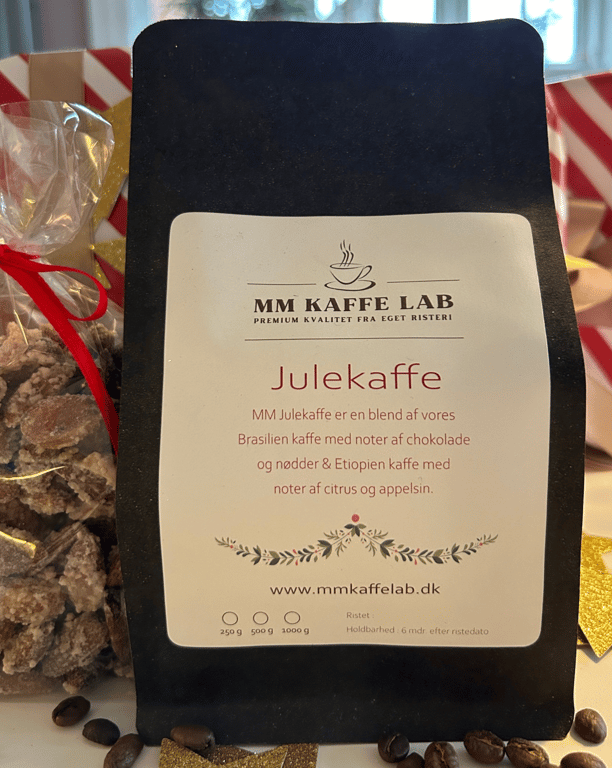 MM KAFFE LAB
PREMIUM KVALITET FRA EGET RISTERI
Julekaffe
MM Julekaffe er en blend af vores
Brasilien kaffe med noter af chokolade
og nødder & Etiopien kaffe med
noter af citrus og appelsin.
www.mmkaffelab.dk
250 g 500 g 1000 g
Ristet :
Holdbarhed : 6 mdr. efter ristedato